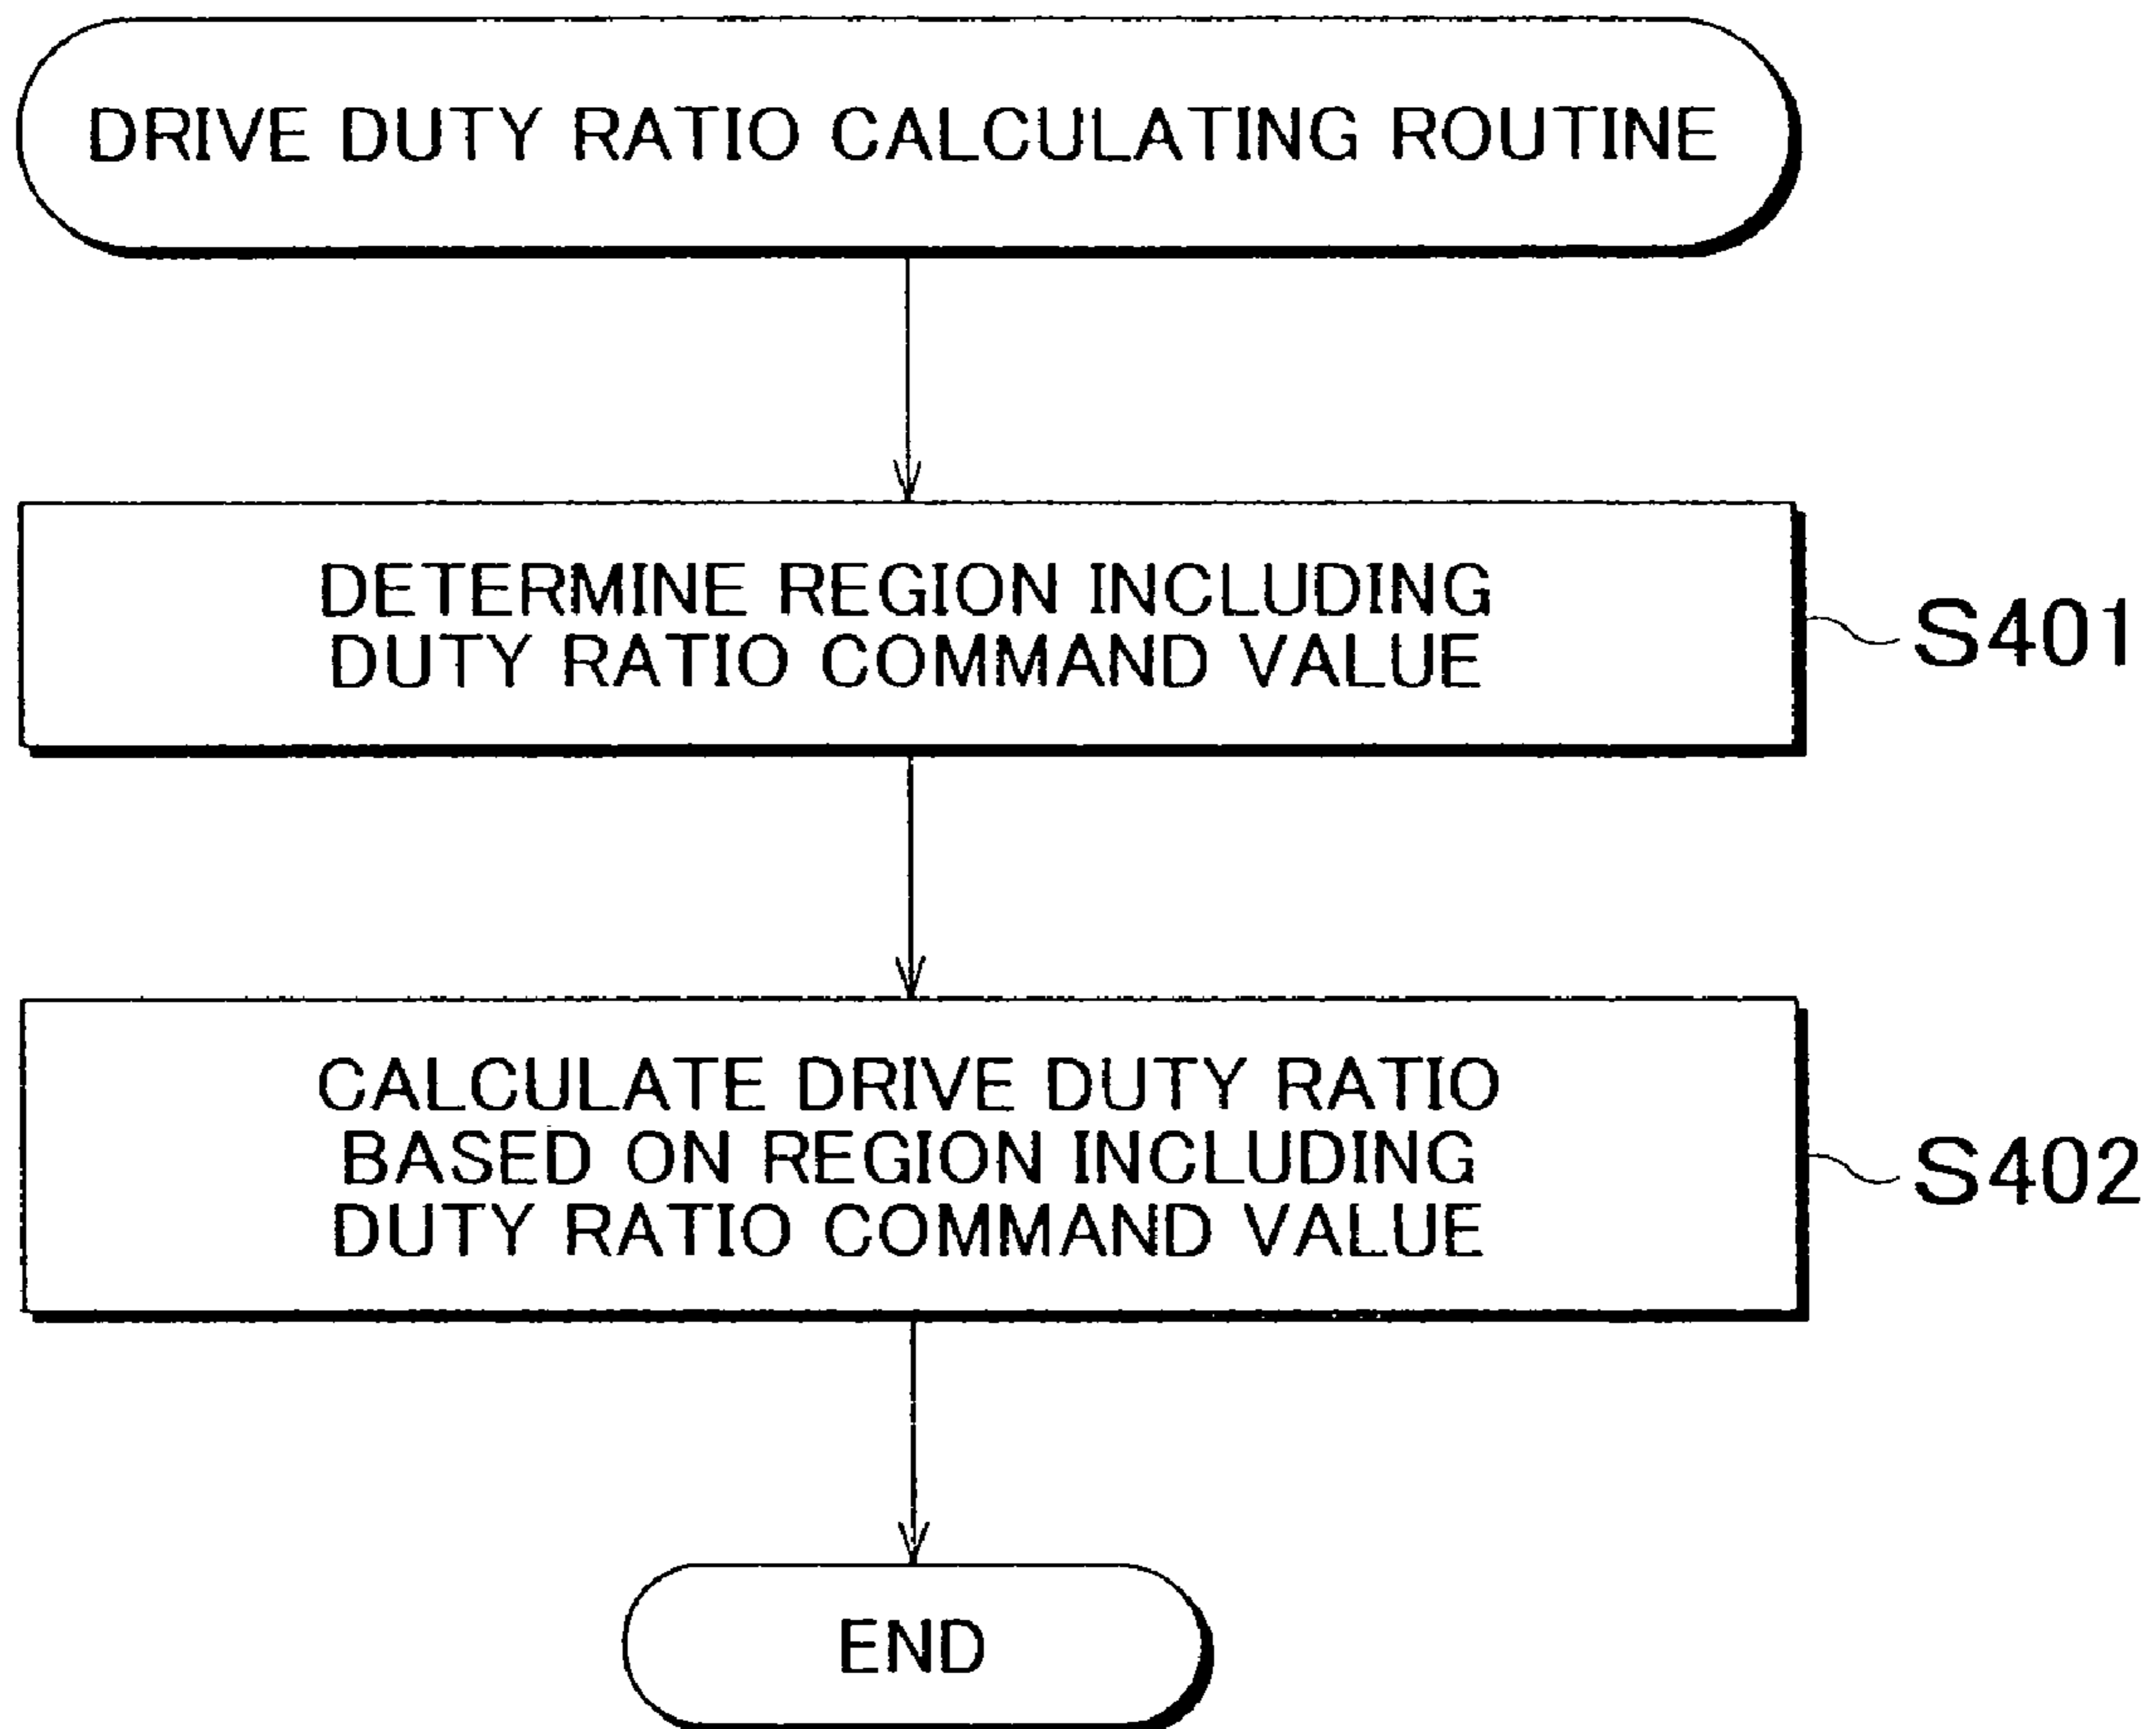 DRIVE DUTY RATIO CALCULATING ROUTINE
DETERMINE REGION INCLUDING
DUTY RATIO COMMAND VALUE
S401
CALCULATE DRIVE DUTY RATIO
BASED ON REGION INCLUDING
DUTY RATIO COMMAND VALUE
S402
END